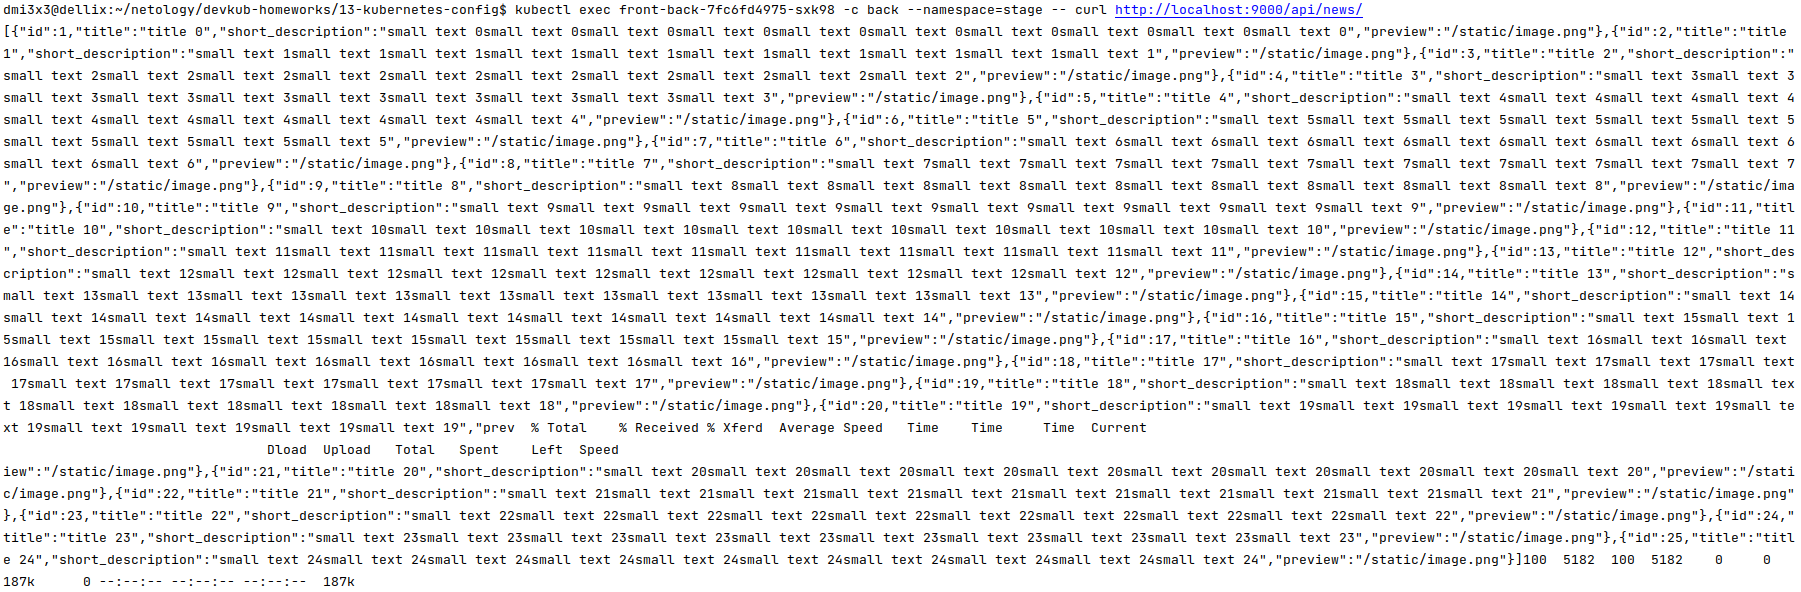 dmi3x3@dellix:~/netology/devkub-homeworks/13-kubernetes-config$ kubectl exec front-back-7fc6fd4975-sxk98 -c back --namespace=stage -- curl http://localhost:9000/api/news/
[{"id":1,"title":"title 0","short_description":"small text 0small text 0small text 0small text 0small text 0small text 0small text 0small text 0small text 0small text 0","preview":"/static/image.png"},{"id":2,"title":"title
1","short_description":"small text 1small text 1small text 1small text 1small text 1small text 1small text 1small text 1small text 1small text 1","preview":"/static/image.png"},{"id":3,"title":"title 2","short_description":"
small text 2small text 2small text 2small text 2small text 2small text 2small text 2small text 2small text 2small text 2","preview":"/static/image.png"},{"id":4,"title":"title 3","short_description":"small text 3small text 3
small text 3small text 3small text 3small text 3small text 3small text 3small text 3small text 3","preview":"/static/image.png"},{"id":5,"title":"title 4","short_description":"small text 4small text 4small text 4small text 4
small text 4small text 4small text 4small text 4small text 4small text 4","preview":"/static/image.png"},{"id":6,"title":"title 5","short_description":"small text 5small text 5small text 5small text 5small text 5small text 5
small text 5small text 5small text 5small text 5","preview":"/static/image.png"},{"id":7,"title":"title 6","short_description":"small text 6small text 6small text 6small text 6small text 6small text 6small text 6small text 6
small text 6small text 6","preview":"/static/image.png"},{"id":8,"title":"title 7","short_description":"small text 7small text 7small text 7small text 7small text 7small text 7small text 7small text 7small text 7small text 7
","preview":"/static/image.png"},{"id":9,"title":"title 8","short_description":"small text 8small text 8small text 8small text 8small text 8small text 8small text 8small text 8small text 8small text 8","preview":"/static/ima
ge.png"},{"id":10,"title":"title 9","short_description":"small text 9small text 9small text 9small text 9small text 9small text 9small text 9small text 9small text 9small text 9","preview":"/static/image.png"},{"id":11,"titl
e":"title 10","short_description":"small text 10small text 10small text 10small text 10small text 10small text 10small text 10small text 10small text 10small text 10","preview":"/static/image.png"},{"id":12,"title":"title 11
","short_description":"small text 11small text 11small text 11small text 11small text 11small text 11small text 11small text 11small text 11small text 11","preview":"/static/image.png"},{"id":13,"title":"title 12","short_des
cription":"small text 12small text 12small text 12small text 12small text 12small text 12small text 12small text 12small text 12small text 12","preview":"/static/image.png"},{"id":14,"title":"title 13","short_description":"s
mall text 13small text 13small text 13small text 13small text 13small text 13small text 13small text 13small text 13small text 13","preview":"/static/image.png"},{"id":15,"title":"title 14","short_description":"small text 14
small text 14small text 14small text 14small text 14small text 14small text 14small text 14small text 14small text 14","preview":"/static/image.png"},{"id":16,"title":"title 15","short_description":"small text 15small text 1
5small text 15small text 15small text 15small text 15small text 15small text 15small text 15small text 15","preview":"/static/image.png"},{"id":17,"title":"title 16","short_description":"small text 16small text 16small text
16small text 16small text 16small text 16small text 16small text 16small text 16small text 16","preview":"/static/image.png"},{"id":18,"title":"title 17","short_description":"small text 17small text 17small text 17small text
 17small text 17small text 17small text 17small text 17small text 17small text 17","preview":"/static/image.png"},{"id":19,"title":"title 18","short_description":"small text 18small text 18small text 18small text 18small tex
t 18small text 18small text 18small text 18small text 18small text 18","preview":"/static/image.png"},{"id":20,"title":"title 19","short_description":"small text 19small text 19small text 19small text 19small text 19small te
xt 19small text 19small text 19small text 19small text 19","prev  % Total    % Received % Xferd  Average Speed   Time    Time     Time  Current
                                 Dload  Upload   Total   Spent    Left  Speed
iew":"/static/image.png"},{"id":21,"title":"title 20","short_description":"small text 20small text 20small text 20small text 20small text 20small text 20small text 20small text 20small text 20small text 20","preview":"/stati
c/image.png"},{"id":22,"title":"title 21","short_description":"small text 21small text 21small text 21small text 21small text 21small text 21small text 21small text 21small text 21small text 21","preview":"/static/image.png"
},{"id":23,"title":"title 22","short_description":"small text 22small text 22small text 22small text 22small text 22small text 22small text 22small text 22small text 22small text 22","preview":"/static/image.png"},{"id":24,"
title":"title 23","short_description":"small text 23small text 23small text 23small text 23small text 23small text 23small text 23small text 23small text 23small text 23","preview":"/static/image.png"},{"id":25,"title":"titl
e 24","short_description":"small text 24small text 24small text 24small text 24small text 24small text 24small text 24small text 24small text 24small text 24","preview":"/static/image.png"}]100  5182  100  5182    0     0
187k      0 --:--:-- --:--:-- --:--:--  187k